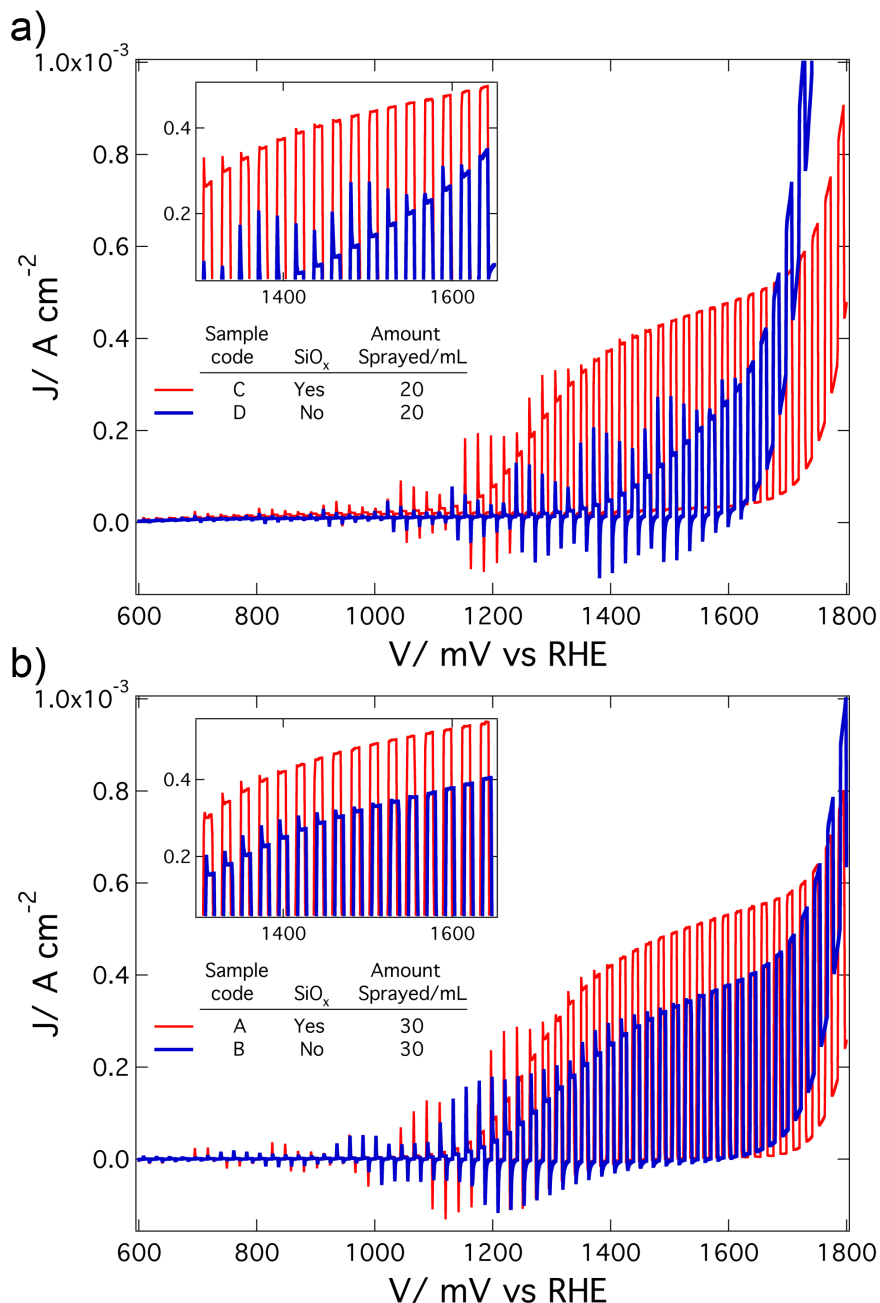 a)
1.0x10-3
0.8
0.6
0.4
0.2
0.0
J/ A cm-2
0.4
0.2
1400 1600
Sample code SiOx Amount Sprayed/mL
C Yes 20
D No 20
600 800 1000 1200 1400 1600 1800
V/ mV vs RHE
b)
1.0x10-3
0.8
0.6
0.4
0.2
0.0
J/ A cm-2
0.4
0.2
1400 1600
Sample code SiOx Amount Sprayed/mL
A Yes 30
B No 30
600 800 1000 1200 1400 1600 1800
V/ mV vs RHE